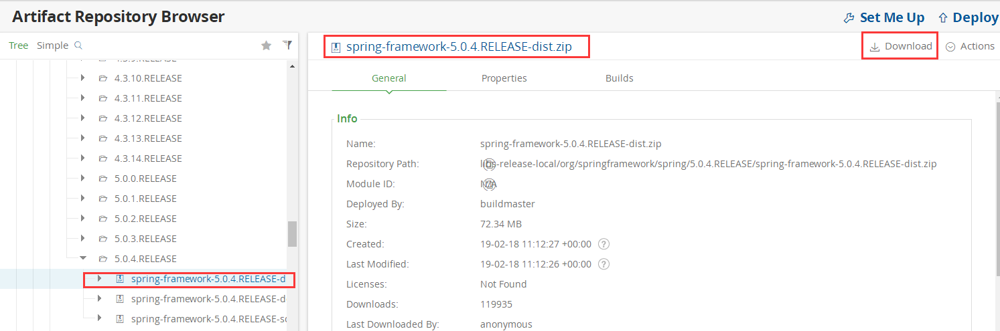 Artifact Repository Browser
Set Me Up
Deploy
Tree Simple
4.3.9.RELEASE
4.3.10.RELEASE
4.3.11.RELEASE
4.3.12.RELEASE
4.3.13.RELEASE
4.3.14.RELEASE
5.0.0.RELEASE
5.0.1.RELEASE
5.0.2.RELEASE
5.0.3.RELEASE
5.0.4.RELEASE
spring-framework-5.0.4.RELEASE-d
spring-framework-5.0.4.RELEASE-d
spring-framework-5.0.4.RELEASE-sc
spring-framework-5.0.4.RELEASE-dist.zip
Download
Actions
General Properties Builds
Info
Name: spring-framework-5.0.4.RELEASE-dist.zip
Repository Path: libs-release-local/org/springframework/spring/5.0.4.RELEASE/spring-framework-5.0.4.RELEASE-dist.zip
Module ID: N/A
Deployed By: buildmaster
Size: 72.34 MB
Created: 19-02-18 11:12:27 +00:00
Last Modified: 19-02-18 11:12:26 +00:00
Licenses: Not Found
Downloads: 119935
Last Downloaded By: anonymous